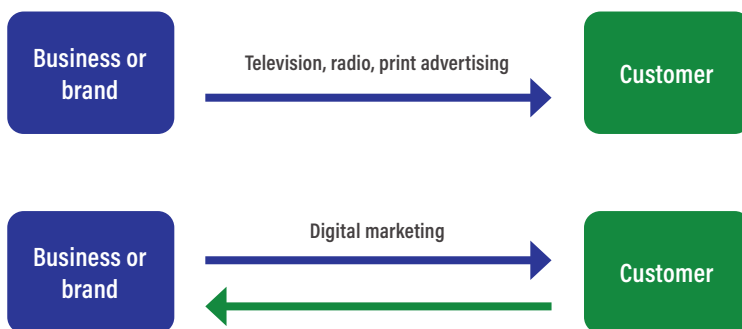 Business or
brand
Television, radio, print advertising
Customer
Business or
brand
Digital marketing
Customer